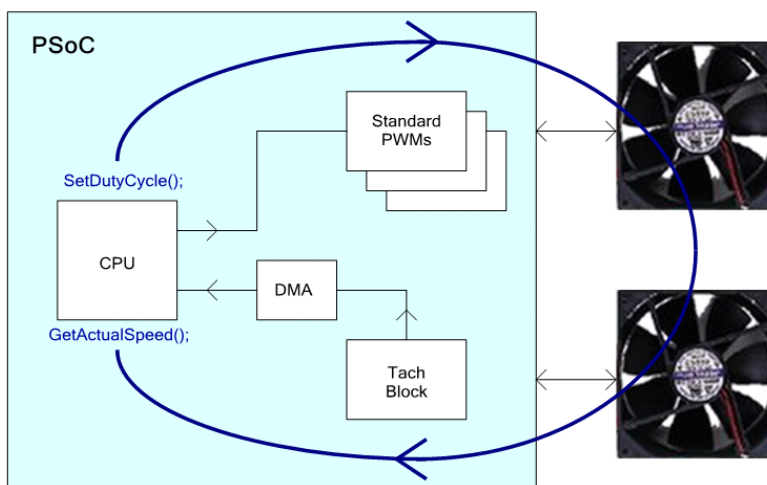 PSoC
Standard
PWMs
SetDutyCycle();
CPU
DMA
GetActualSpeed();
Tach
Block